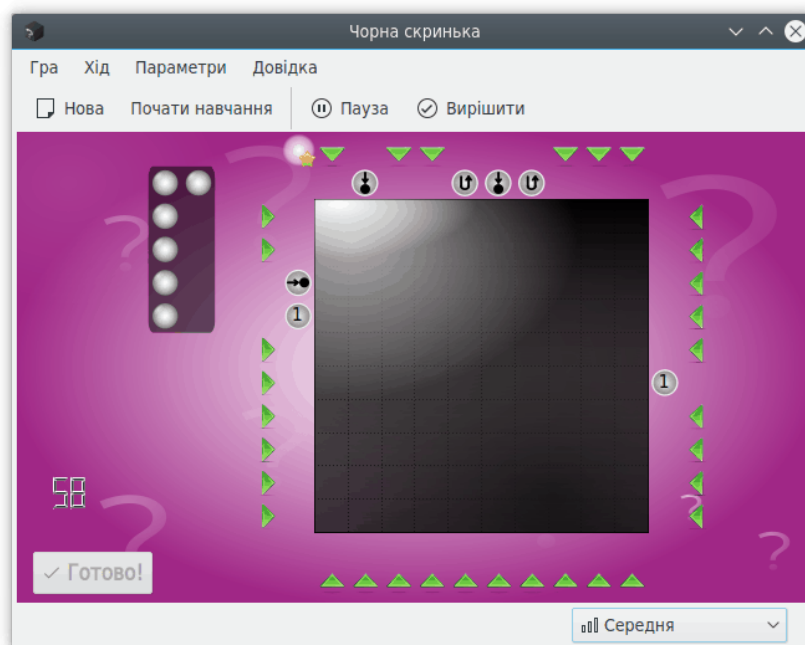 Чорна скринька
Гра Хід Параметри Довідка
Нова Почати навчання Пауза Вирішити
1
1
58
Готово!
Середня